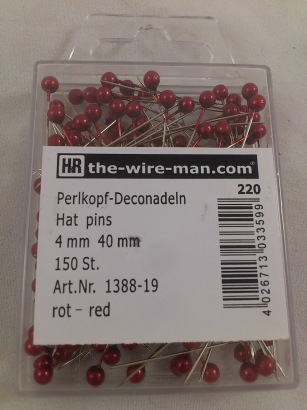 HR the-wire-man.com®
220
Perlkopf-Deconadeln
Hat pins
4 mm 40 mm
150 St.
Art.Nr. 1388-19
rot - red
4 026713 033599